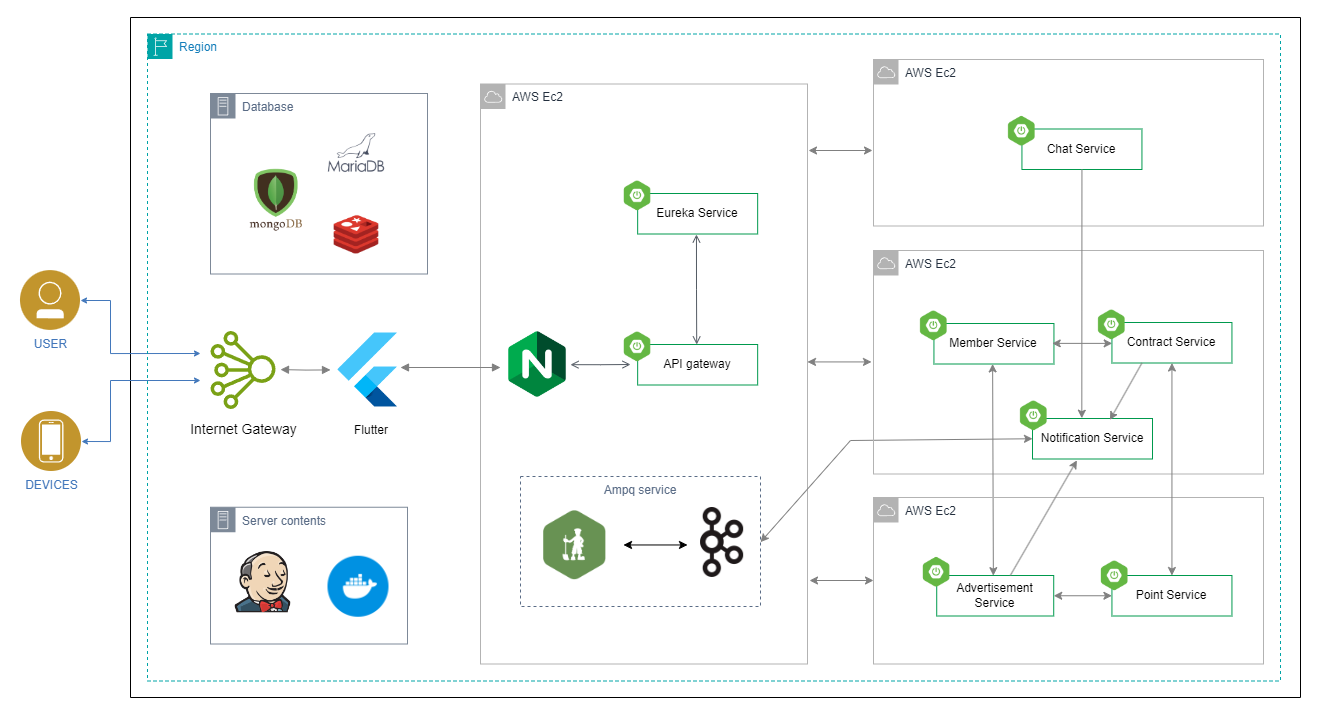 Region
AWS Ec2
Chat Service
Database
MariaDB
mongoDB
AWS Ec2
Eureka Service
API gateway
USER
DEVICES
Internet Gateway
Flutter
N
AWS Ec2
Member Service
Contract Service
Notification Service
Ampq service
Server contents
AWS Ec2
Advertisement
Service
Point Service